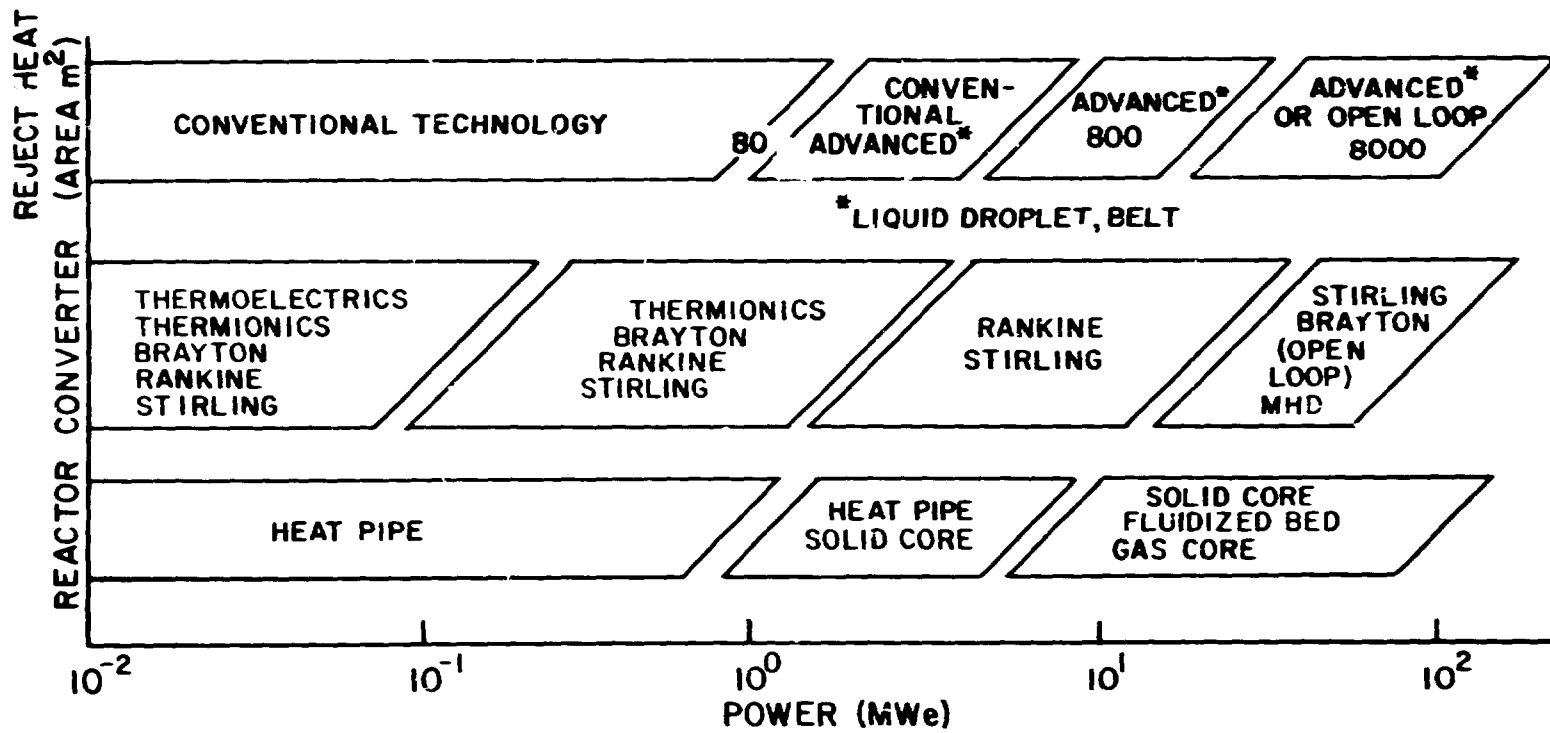 REJECT HEAT
(AREA m²)
CONVENTIONAL TECHNOLOGY
80
CONVEN-
TIONAL
ADVANCED*
ADVANCED*
800
ADVANCED*
OR OPEN LOOP
8000
*LIQUID DROPLET, BELT
CONVERTER
THERMOELECTRICS
THERMIONICS
BRAYTON
RANKINE
STIRLING
THERMIONICS
BRAYTON
RANKINE
STIRLING
RANKINE
STIRLING
STIRLING
BRAYTON
(OPEN
LOOP)
MHD
REACTOR
HEAT PIPE
HEAT PIPE
SOLID CORE
SOLID CORE
FLUIDIZED BED
GAS CORE
10⁻² 10⁻¹ 10⁰ 10¹ 10²
POWER (MWe)